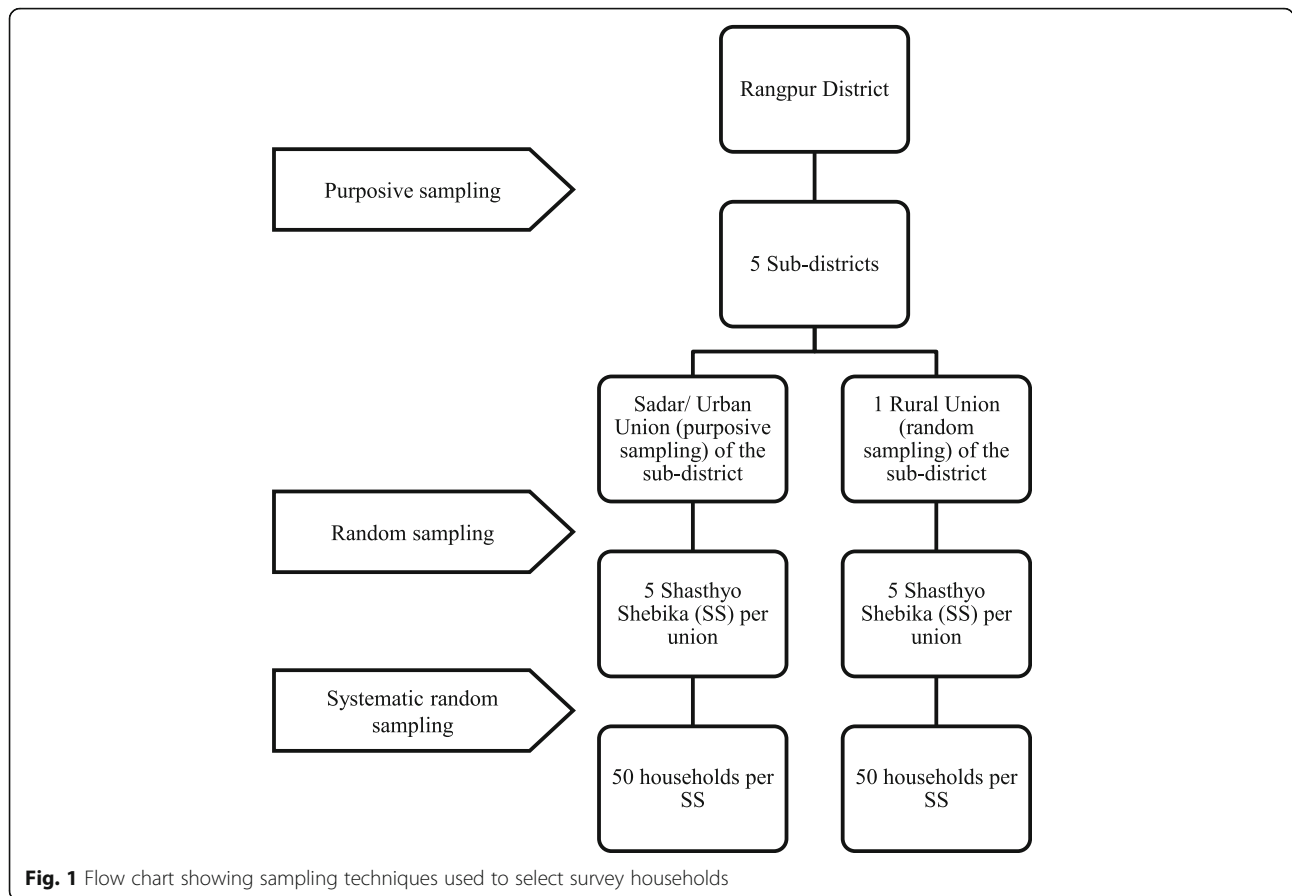 Rangpur District
Purposive sampling
5 Sub-districts
Sadar/ Urban
Union (purposive
sampling) of the
sub-district
1 Rural Union
(random
sampling) of the
sub-district
Random sampling
5 Shasthyo
Shebika (SS) per
union
5 Shasthyo
Shebika (SS) per
union
Systematic random
sampling
50 households per
SS
50 households per
SS
Fig. 1 Flow chart showing sampling techniques used to select survey households